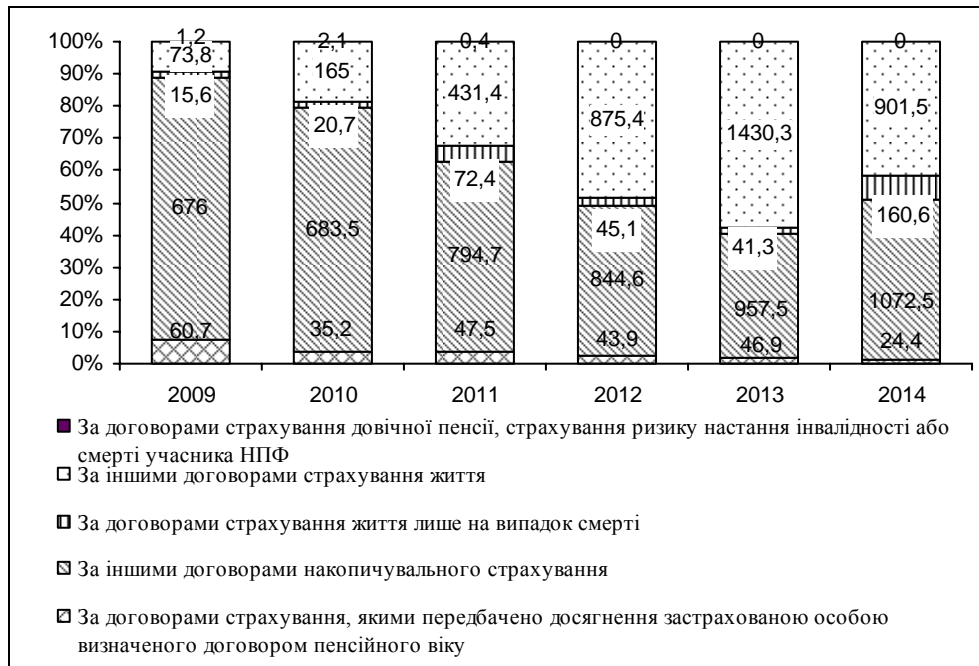 100%
90%
80%
70%
60%
50%
40%
30%
20%
10%
0%
1,2 2,1 0,4 0 0 0
73,8 165 431,4 875,4 1430,3 901,5
15,6 20,7 72,4 45,1 41,3 160,6
676 683,5 794,7 844,6 957,5 1072,5
60,7 35,2 47,5 43,9 46,9 24,4
2009 2010 2011 2012 2013 2014
За договорами страхування довічної пенсії, страхування ризику настання інвалідності або
смерті учасника НПФ
За іншими договорами страхування життя
За договорами страхування життя лише на випадок смерті
За іншими договорами накопичувального страхування
За договорами страхування, якими передбачено досягнення застрахованою особою
визначеного договором пенсійного віку